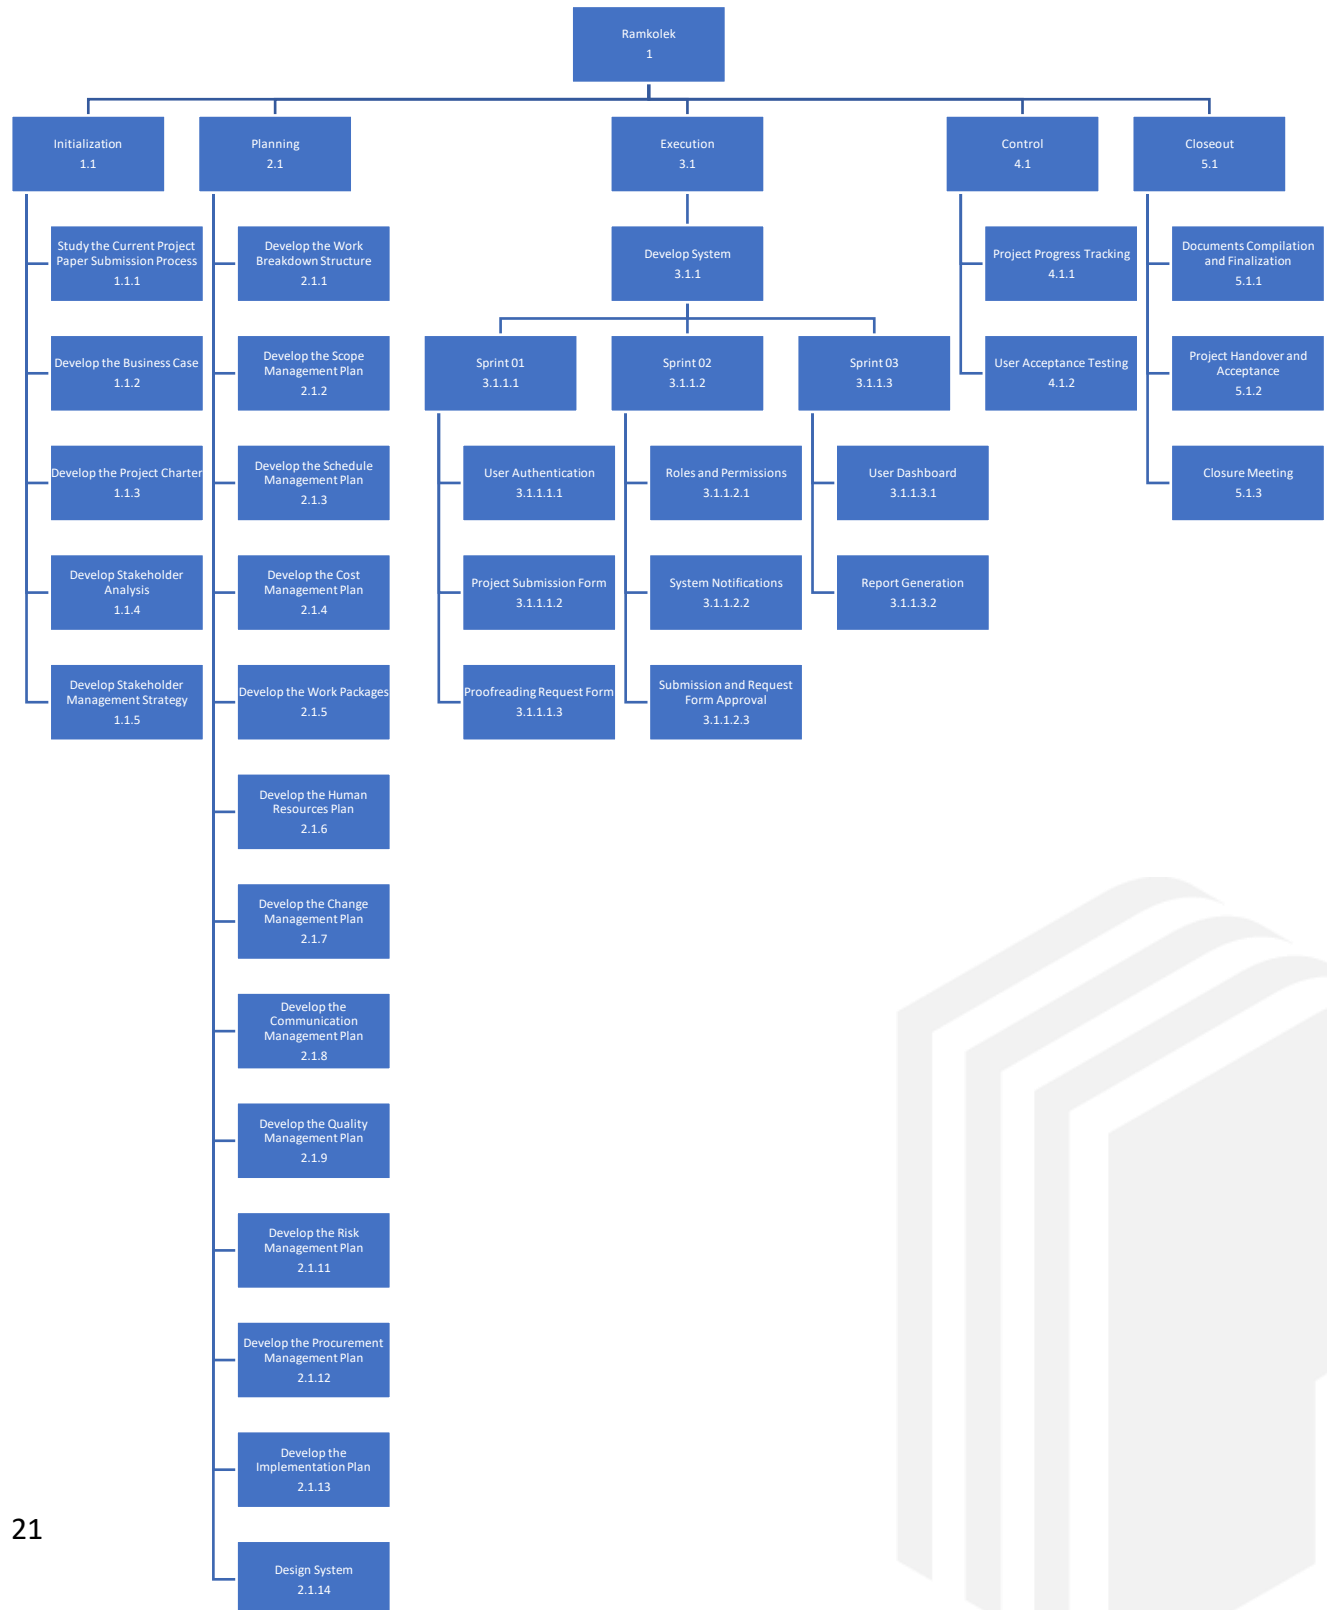 Ramkolek
1
Initialization
1.1
Study the Current Project
Paper Submission Process
1.1.1
Develop the Business Case
1.1.2
Develop the Project Charter
1.1.3
Develop Stakeholder
Analysis
1.1.4
Develop Stakeholder
Management Strategy
1.1.5
Planning
2.1
Develop the Work
Breakdown Structure
2.1.1
Develop the Scope
Management Plan
2.1.2
Develop the Schedule
Management Plan
2.1.3
Develop the Cost
Management Plan
2.1.4
Develop the Work Packages
2.1.5
Develop the Human
Resources Plan
2.1.6
Develop the Change
Management Plan
2.1.7
Develop the
Communication
Management Plan
2.1.8
Develop the Quality
Management Plan
2.1.9
Develop the Risk
Management Plan
2.1.11
Develop the Procurement
Management Plan
2.1.12
Develop the
Implementation Plan
2.1.13
Design System
2.1.14
Execution
3.1
Develop System
3.1.1
Sprint 01
3.1.1.1
User Authentication
3.1.1.1.1
Project Submission Form
3.1.1.1.2
Proofreading Request Form
3.1.1.1.3
Sprint 02
3.1.1.2
Roles and Permissions
3.1.1.2.1
System Notifications
3.1.1.2.2
Submission and Request
Form Approval
3.1.1.2.3
Sprint 03
3.1.1.3
User Dashboard
3.1.1.3.1
Report Generation
3.1.1.3.2
Control
4.1
Project Progress Tracking
4.1.1
User Acceptance Testing
4.1.2
Closeout
5.1
Documents Compilation
and Finalization
5.1.1
Project Handover and
Acceptance
5.1.2
Closure Meeting
5.1.3
21